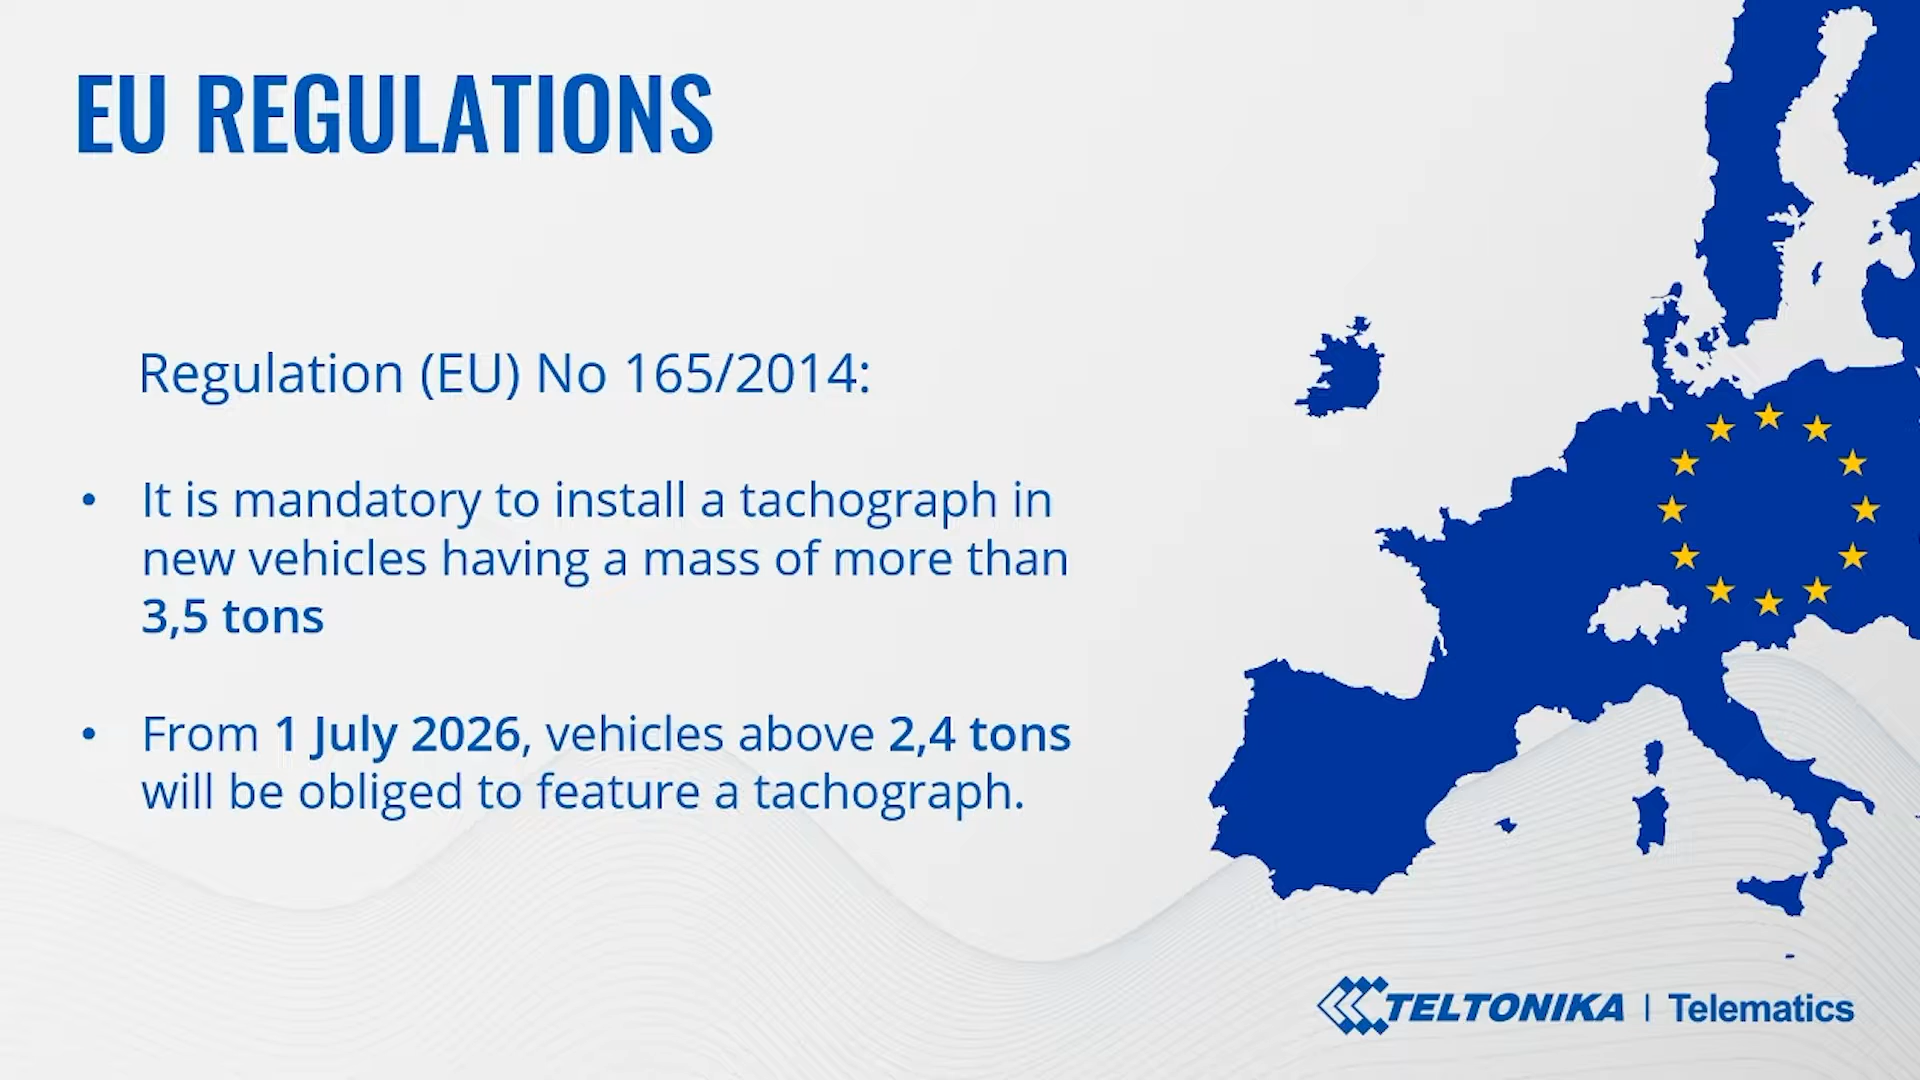 EU REGULATIONS
Regulation (EU) No 165/2014:
• It is mandatory to install a tachograph in
new vehicles having a mass of more than
3,5 tons
• From 1 July 2026, vehicles above 2,4 tons
will be obliged to feature a tachograph.
TELTONIKA | Telematics